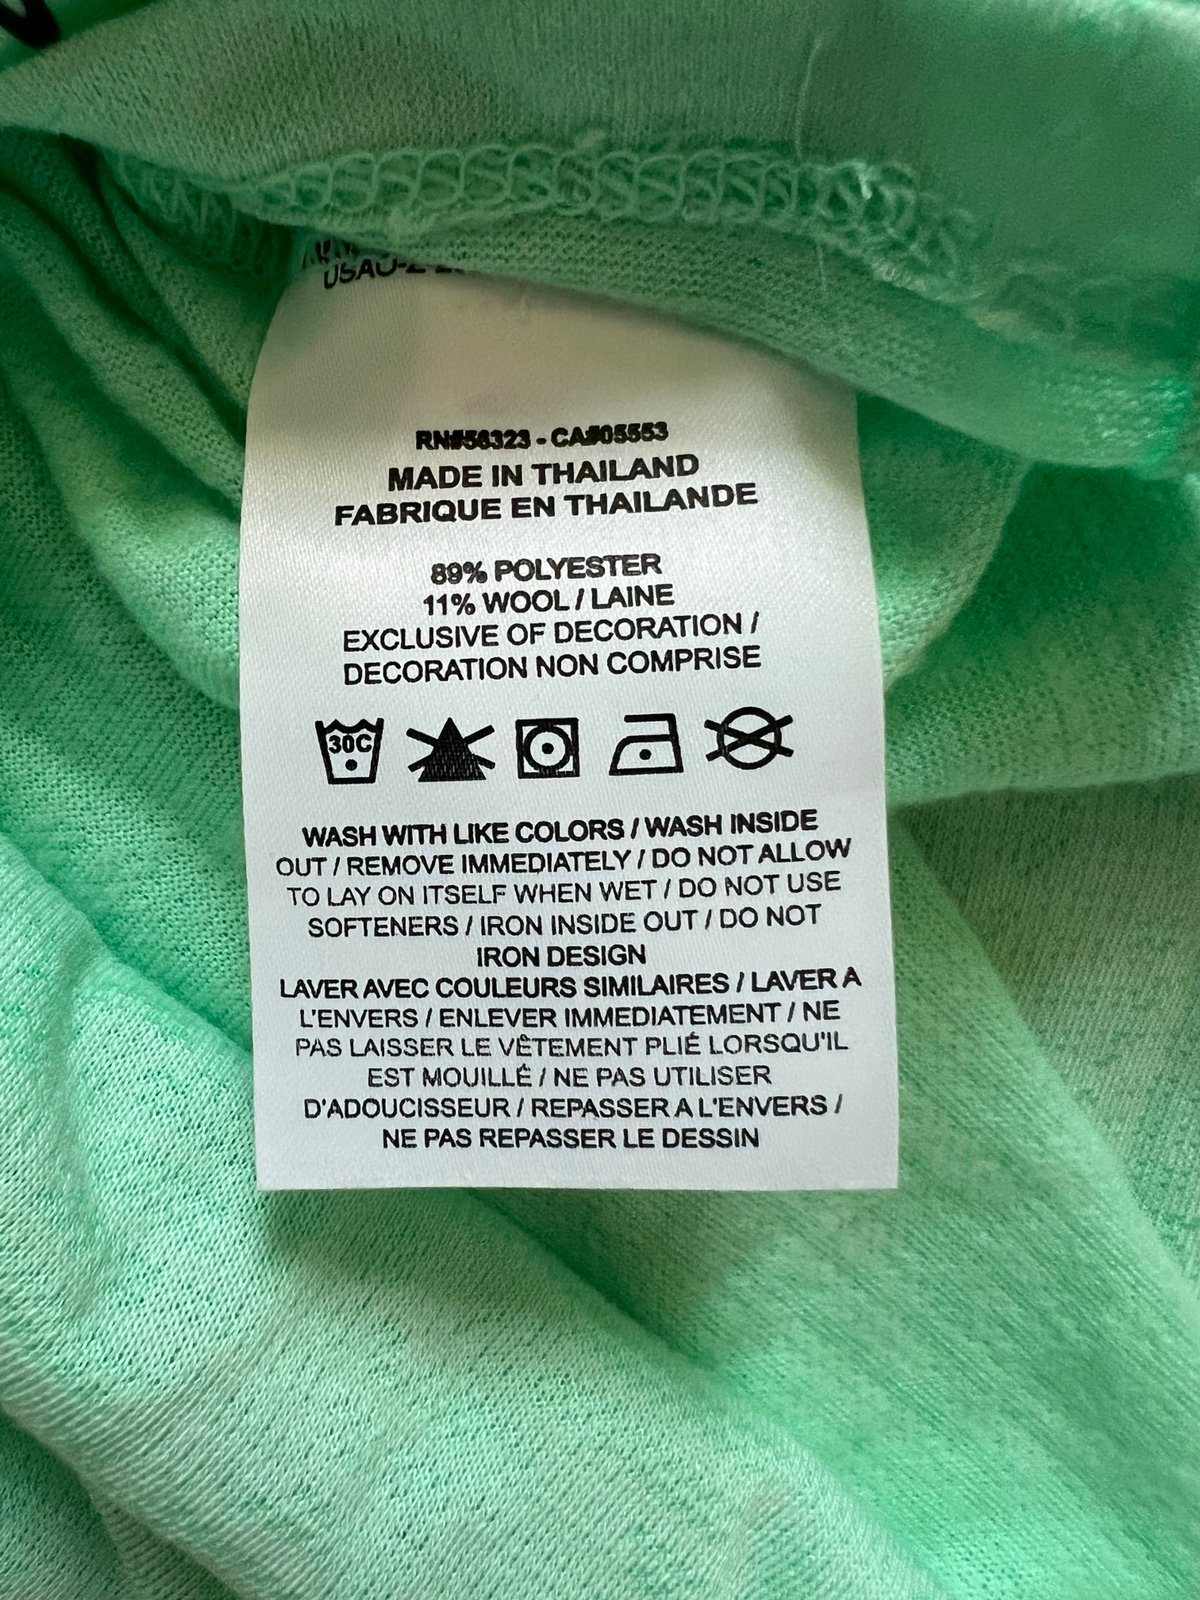 RN#56323 - CA#05553
MADE IN THAILAND
FABRIQUE EN THAILANDE
89% POLYESTER
11% WOOL / LAINE
EXCLUSIVE OF DECORATION /
DECORATION NON COMPRISE
30C
WASH WITH LIKE COLORS / WASH INSIDE
OUT / REMOVE IMMEDIATELY / DO NOT ALLOW
TO LAY ON ITSELF WHEN WET / DO NOT USE
SOFTENERS / IRON INSIDE OUT / DO NOT
IRON DESIGN
LAVER AVEC COULEURS SIMILAIRES / LAVER A
L'ENVERS / ENLEVER IMMEDIATEMENT / NE
PAS LAISSER LE VÊTEMENT PLIÉ LORSQU'IL
EST MOUILLÉ / NE PAS UTILISER
D'ADOUCISSEUR / REPASSER A L'ENVERS /
NE PAS REPASSER LE DESSIN